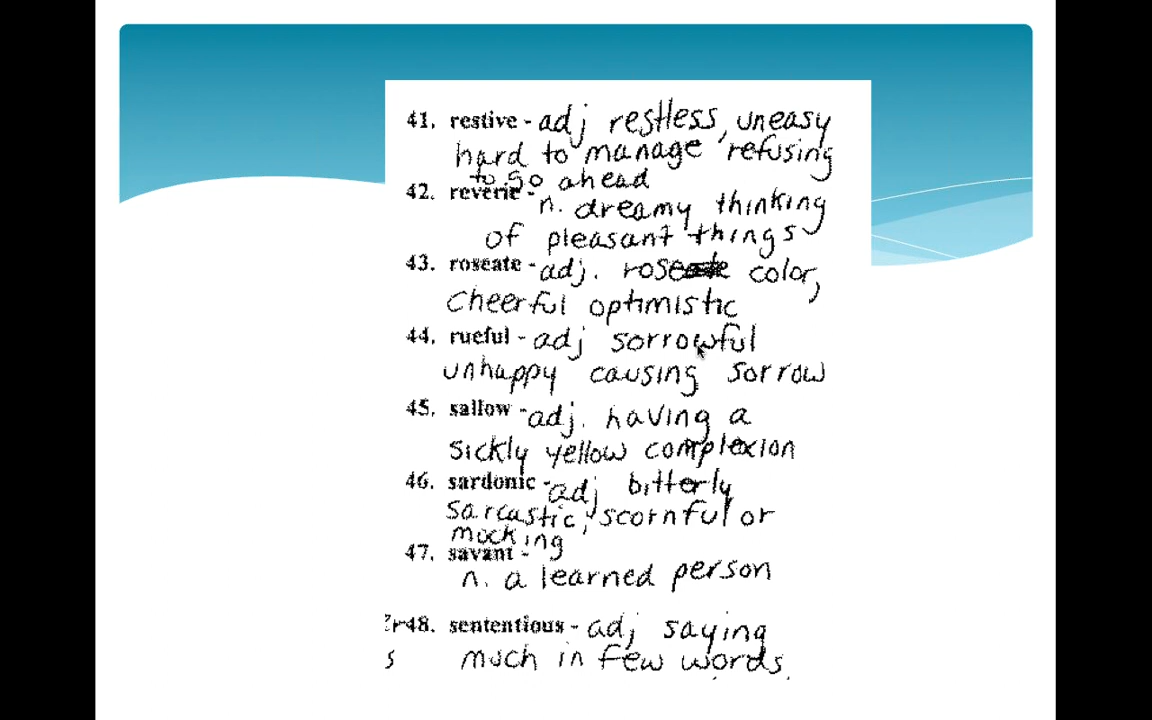 41. restive - adj restless, uneasy
hard to manage refusing
to go ahead
42. reverie -
n. dreamy thinking
of pleasant things
43. roseate - adj. rose color,
cheerful optimistic
44. rueful - adj sorrowful
unhappy causing sorrow
45. sallow - adj. having a
sickly yellow complexion
46. sardonic - adj bitterly
sarcastic, scornful or
mocking
47. savant -
n. a learned person
48. sententious - adj saying
s much in few words.